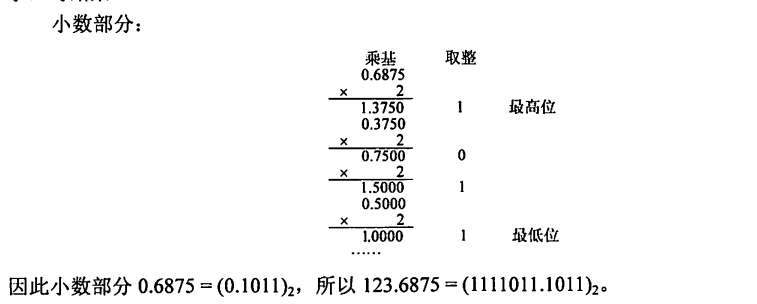 小数部分：
乘基 取整
0.6875
× 2
1.3750 1 最高位
0.3750
× 2
0.7500 0
× 2
1.5000 1
0.5000
× 2
1.0000 1 最低位
……
因此小数部分 0.6875 = (0.1011)₂，所以 123.6875 = (1111011.1011)₂。